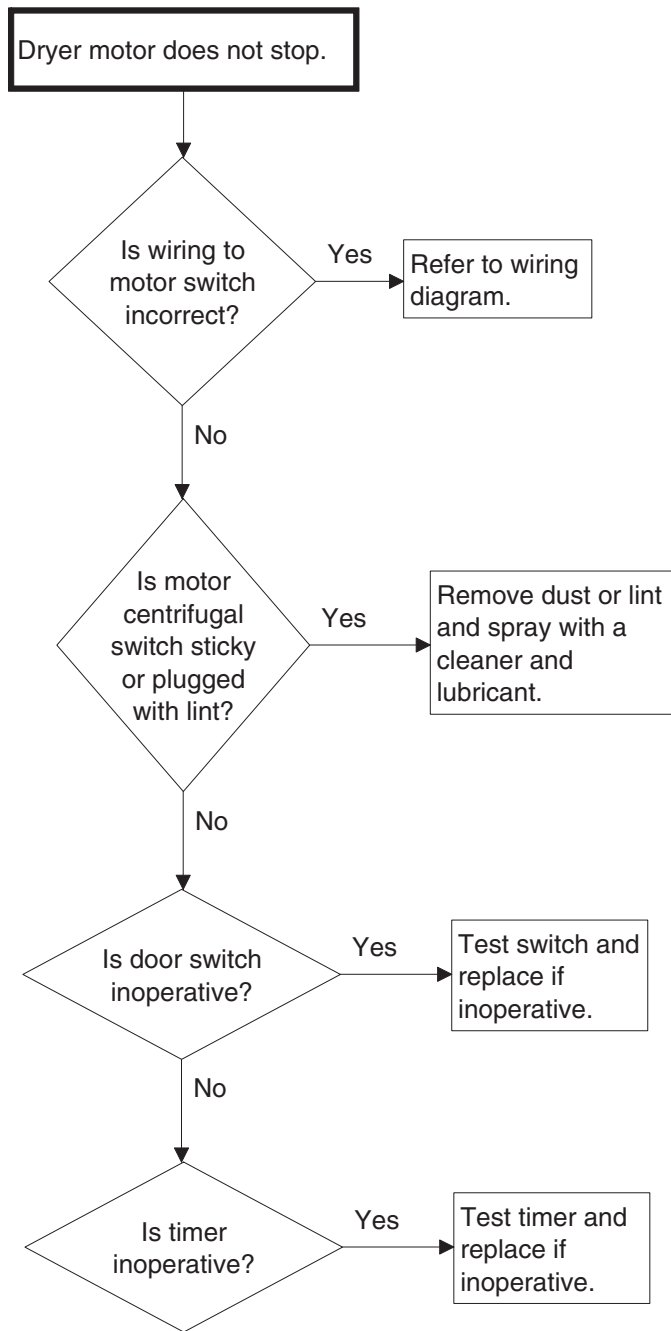 Dryer motor does not stop.
Is wiring to
motor switch
incorrect?
Yes
Refer to wiring
diagram.
No
Is motor
centrifugal
switch sticky
or plugged
with lint?
Yes
Remove dust or lint
and spray with a
cleaner and
lubricant.
No
Is door switch
inoperative?
Yes
Test switch and
replace if
inoperative.
No
Is timer
inoperative?
Yes
Test timer and
replace if
inoperative.